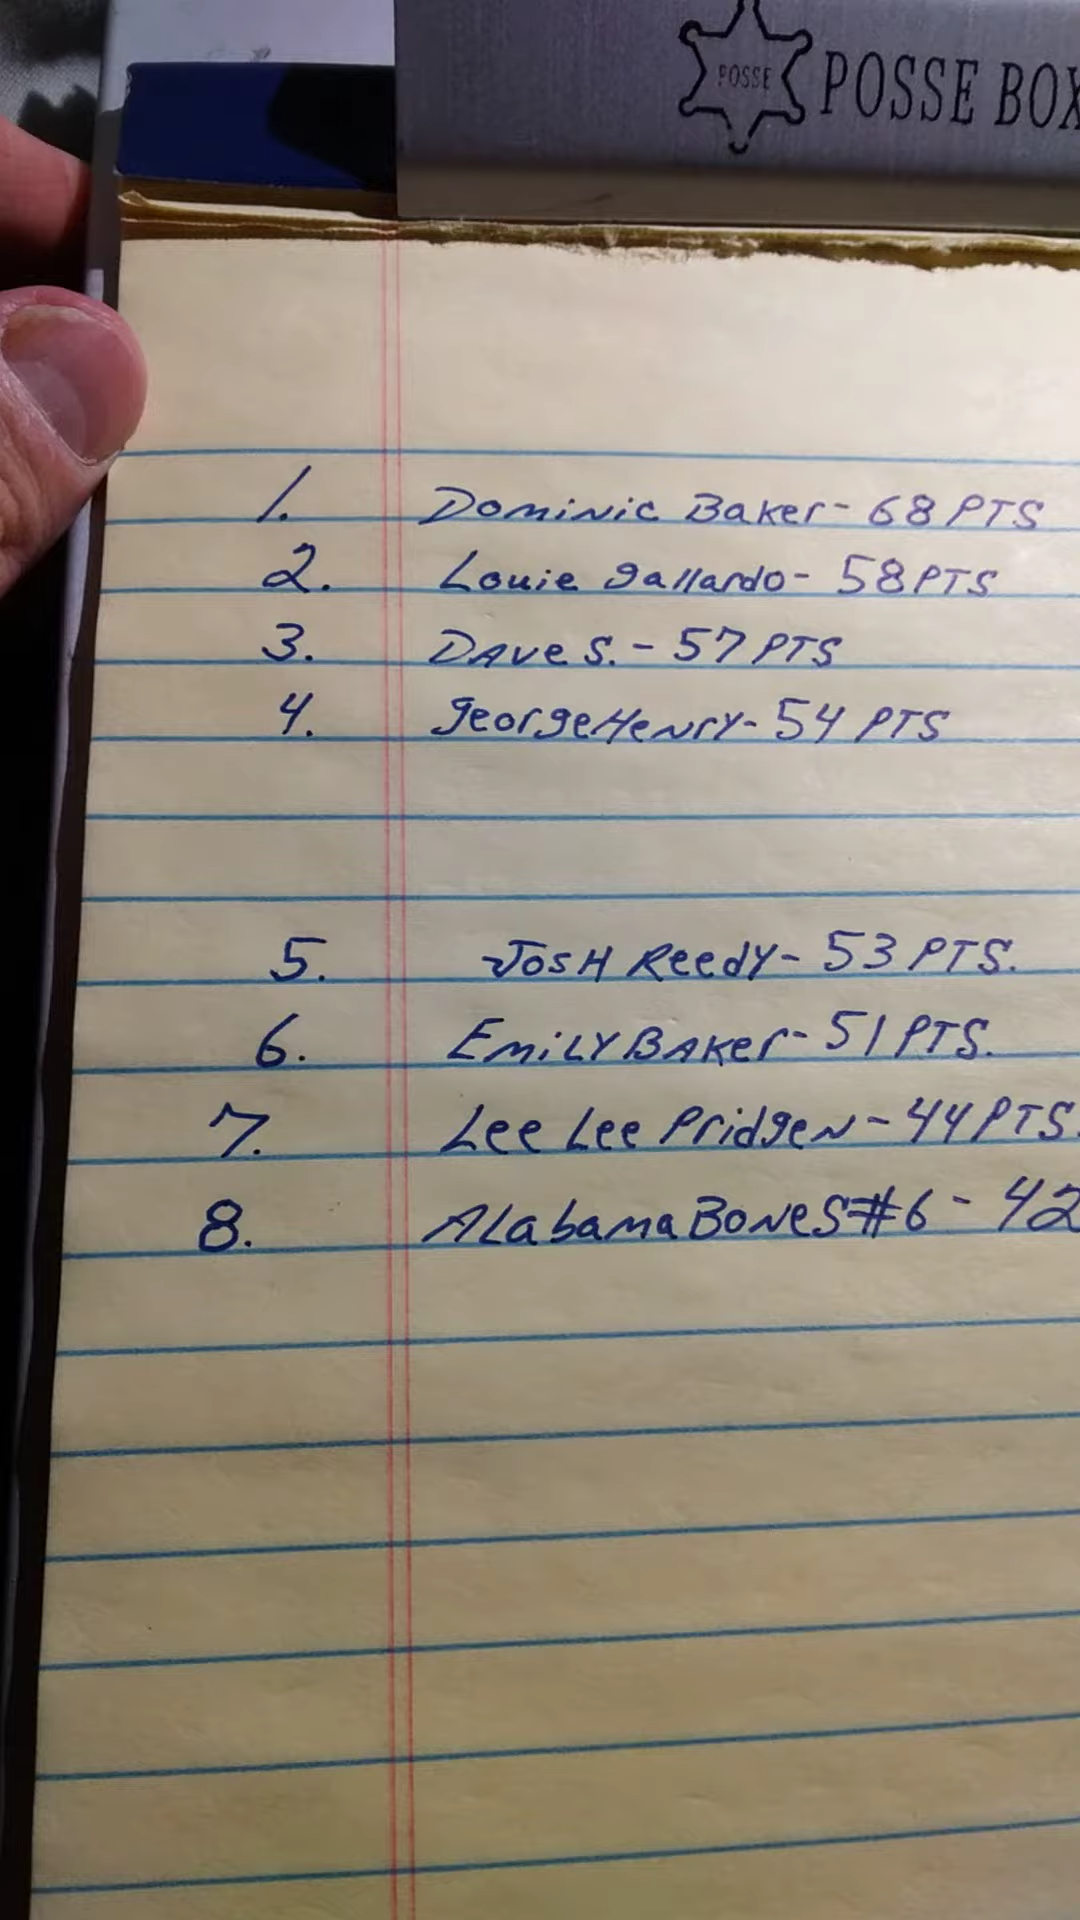 POSSE POSSE BOX
1. Dominic Baker - 68 PTS
2. Louie gallardo - 58 PTS
3. Dave S. - 57 PTS
4. george Henry - 54 PTS
5. Josh Reedy - 53 PTS.
6. Emily Baker - 51 PTS.
7. Lee Lee Pridgen - 44 PTS.
8. Alabama Bones #6 - 42